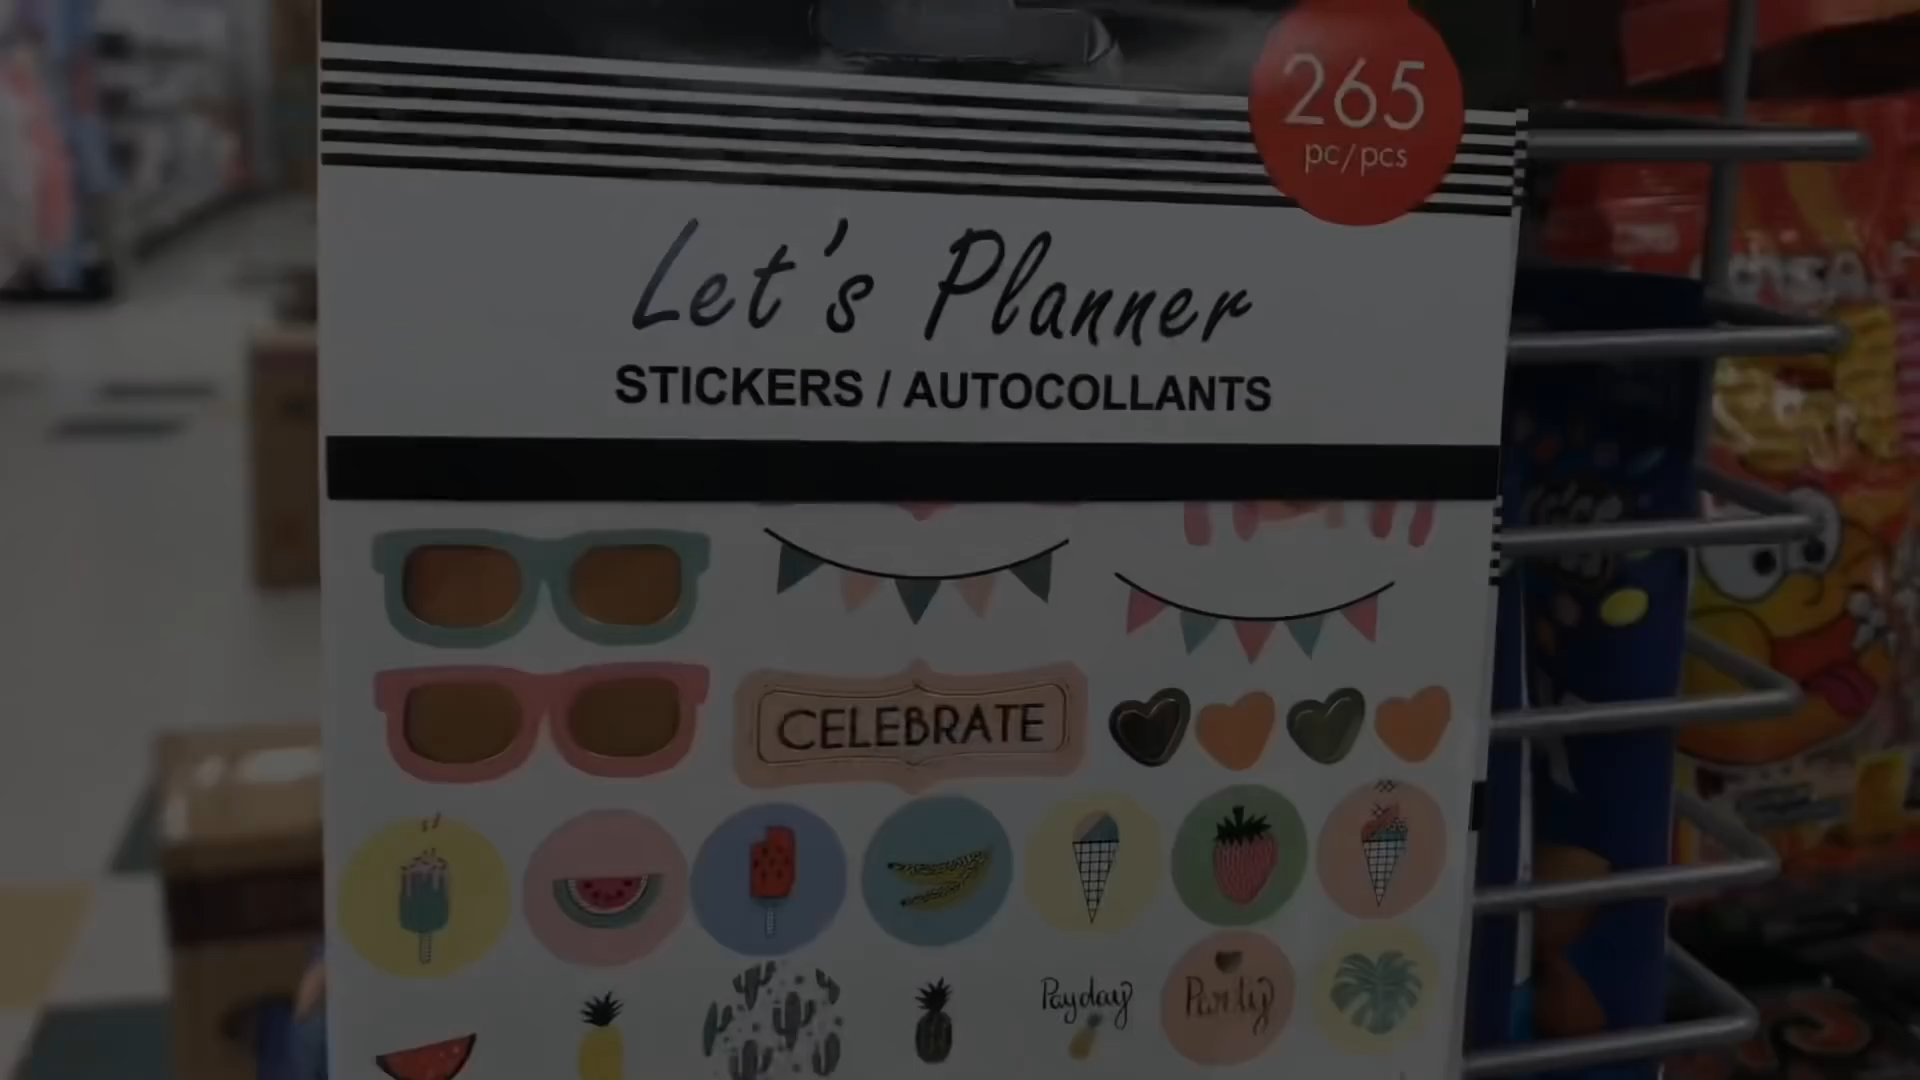 265
pc/pcs
Let's Planner
STICKERS / AUTOCOLLANTS
CELEBRATE
Payday
Party